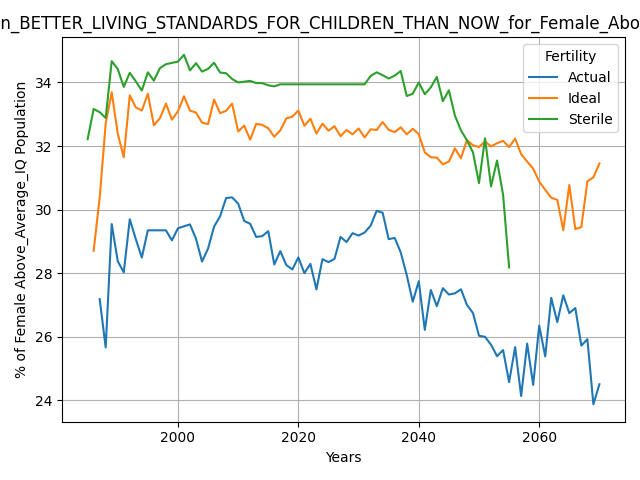 n_BETTER_LIVING_STANDARDS_FOR_CHILDREN_THAN_NOW_for_Female_Abo
Fertility
Actual
Ideal
Sterile
% of Female Above_Average_IQ Population
34
32
30
28
26
24
2000 2020 2040 2060
Years